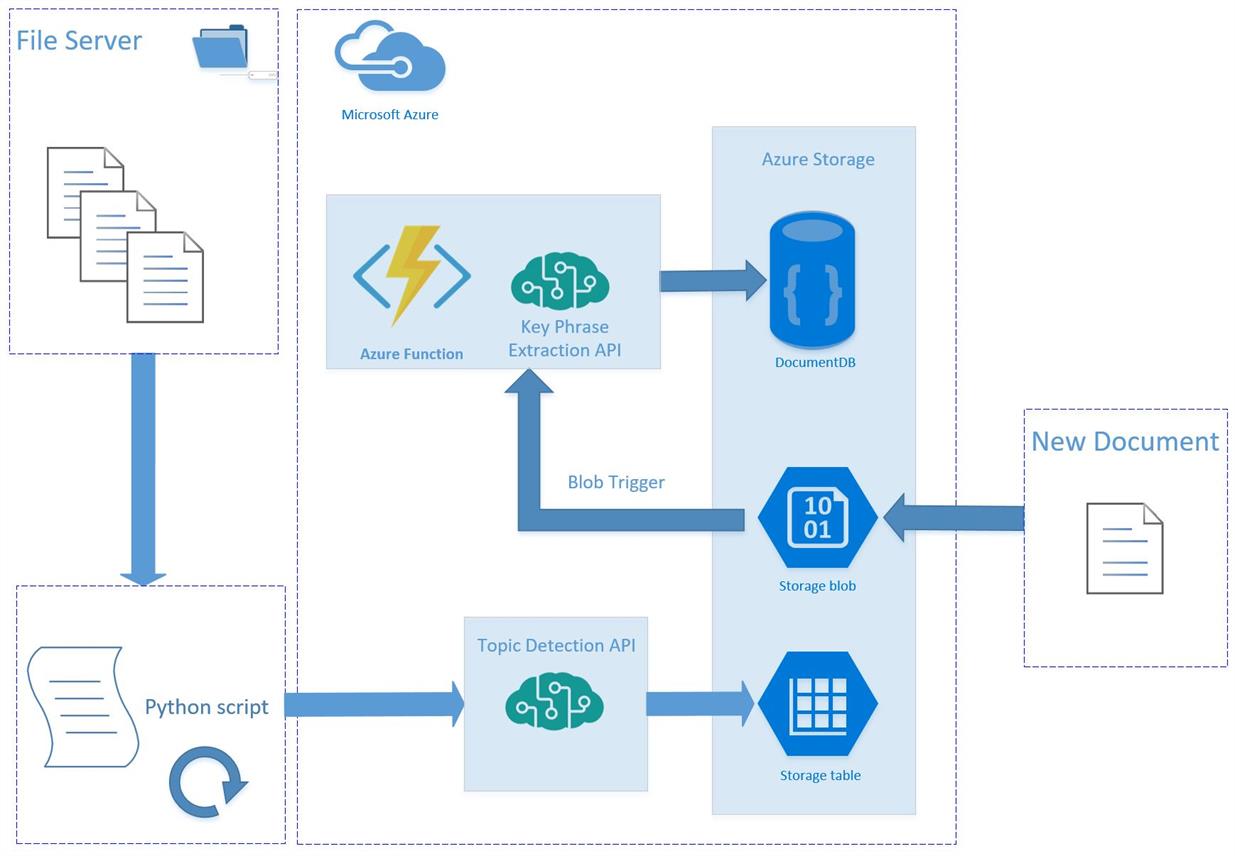 File Server
Microsoft Azure
Azure Storage
Azure Function
Key Phrase
Extraction API
DocumentDB
New Document
Blob Trigger
10
01
Storage blob
Topic Detection API
Python script
Storage table